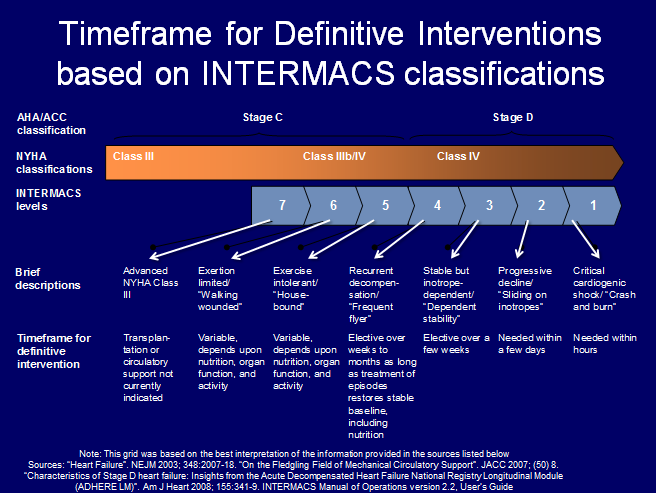 Timeframe for Definitive Interventions
based on INTERMACS classifications
AHA/ACC
classification
Stage C
Stage D
NYHA
classifications
Class III
Class IIIb/IV
Class IV
INTERMACS
levels
7
6
5
4
3
2
1
Brief
descriptions
Advanced
NYHA Class
III
Exertion
limited/
"Walking
wounded"
Exercise
intolerant/
"House-
bound"
Recurrent
decompen-
sation/
"Frequent
flyer"
Stable but
inotrope-
dependent/
"Dependent
stability"
Progressive
decline/
"Sliding on
inotropes"
Critical
cardiogenic
shock/ "Crash
and burn"
Timeframe for
definitive
intervention
Transplan-
tation or
circulatory
support not
currently
indicated
Variable,
depends upon
nutrition, organ
function, and
activity
Variable,
depends upon
nutrition, organ
function, and
activity
Elective over
weeks to
months as long
as treatment of
episodes
restores stable
baseline,
including
nutrition
Elective over a
few weeks
Needed within
a few days
Needed within
hours
Note: This grid was based on the best interpretation of the information provided in the sources listed below
Sources: "Heart Failure". NEJM 2003; 348:2007-18. "On the Fledgling Field of Mechanical Circulatory Support". JACC 2007; (50) 8.
"Characteristics of Stage D heart failure: Insights from the Acute Decompensated Heart Failure National Registry Longitudinal Module
(ADHERE LM)". Am J Heart 2008; 155:341-9. INTERMACS Manual of Operations version 2.2, User's Guide